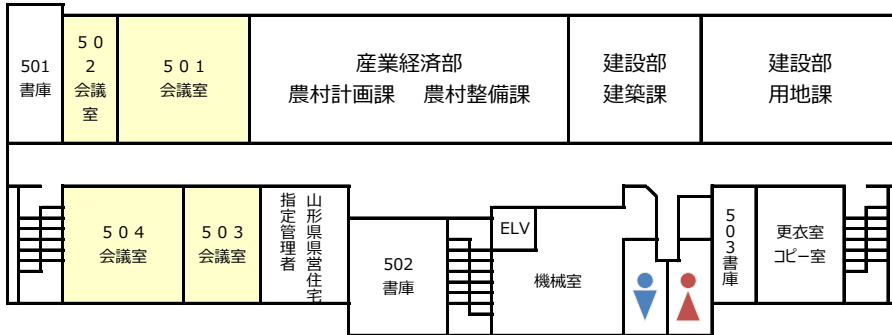 501
書庫
502
会議
室
501
会議室
産業経済部
農村計画課　農村整備課
建設部
建築課
建設部
用地課
504
会議室
503
会議室
山形県県営住宅
指定管理者
502
書庫
ELV
機械室
503書庫
更衣室
コピー室